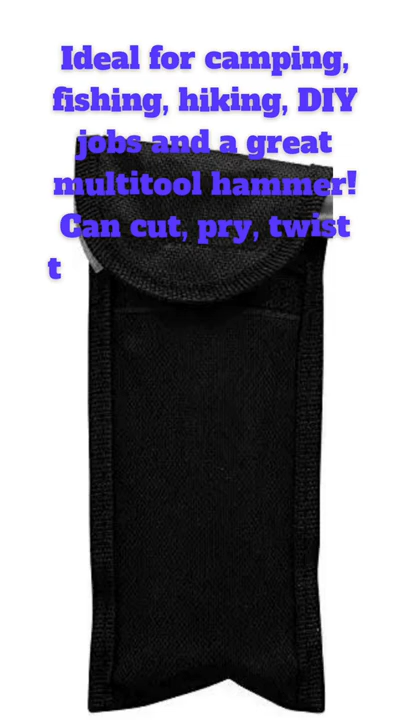 Ideal for camping,
fishing, hiking, DIY
jobs and a great
multitool hammer!
Can cut, pry, twist
t